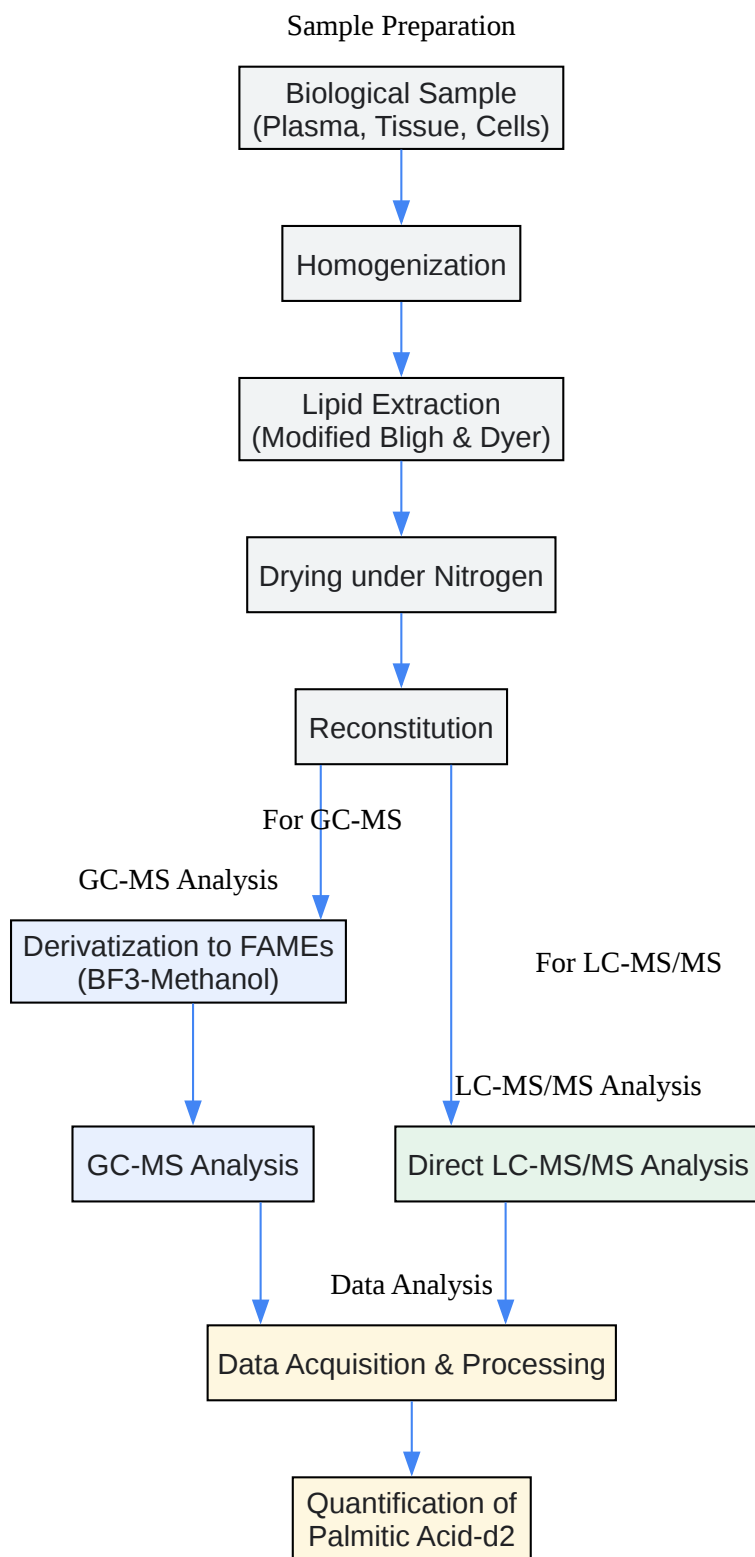 Sample Preparation
Biological Sample
(Plasma, Tissue, Cells)
Homogenization
Lipid Extraction
(Modified Bligh & Dyer)
Drying under Nitrogen
Reconstitution
For GC-MS
GC-MS Analysis
Derivatization to FAMEs
(BF3-Methanol)
For LC-MS/MS
LC-MS/MS Analysis
GC-MS Analysis
Direct LC-MS/MS Analysis
Data Analysis
Data Acquisition & Processing
Quantification of
Palmitic Acid-d2